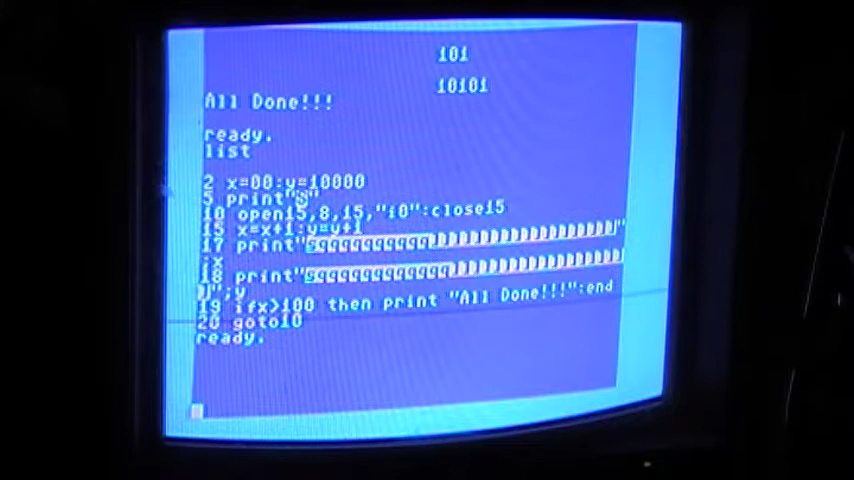 101
10101
All Done!!!
ready.
list
2 x=00:y=10000
5 print"S"
10 open15,8,15,"i0":close15
15 x=x+1:y=y+1
17 print"
:x
18 print"
]";y
19 ifx>100 then print "All Done!!!":end
20 goto10
ready.